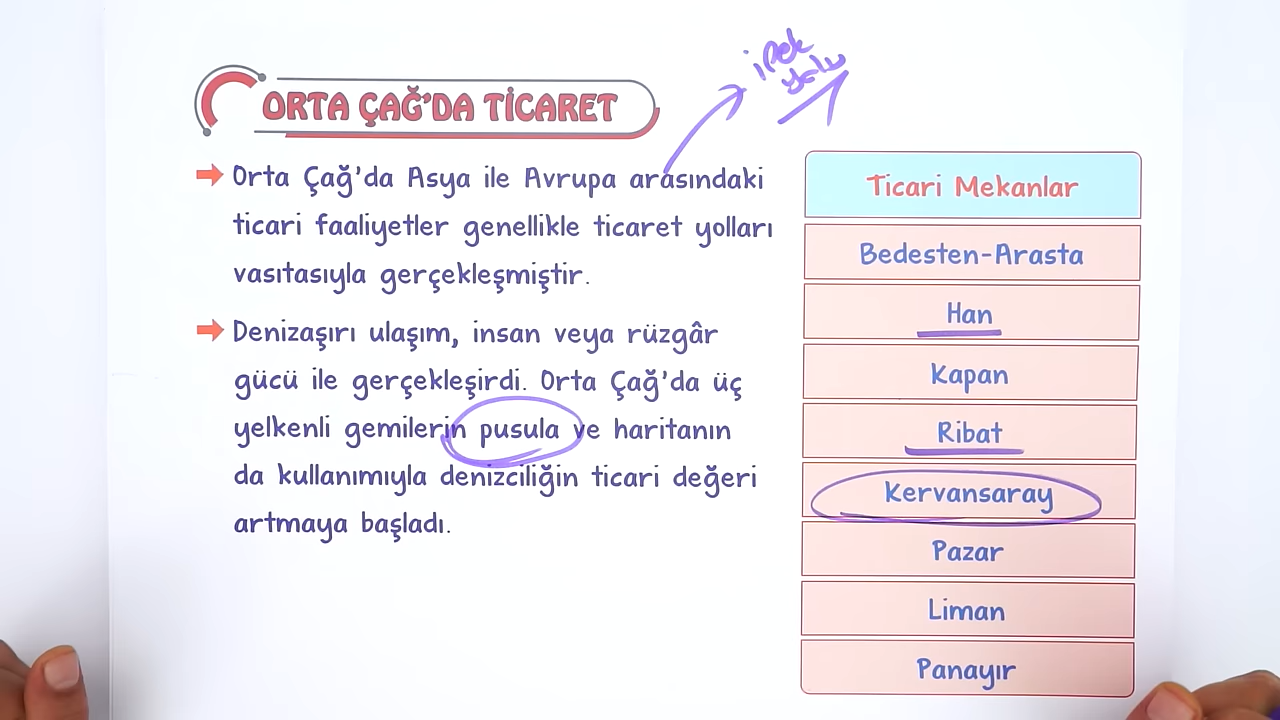 ipek
yolu
ORTA ÇAĞ'DA TİCARET
Orta Çağ'da Asya ile Avrupa arasındaki
ticari faaliyetler genellikle ticaret yolları
vasıtasıyla gerçekleşmiştir.
Denizaşırı ulaşım, insan veya rüzgâr
gücü ile gerçekleşirdi. Orta Çağ'da üç
yelkenli gemilerin pusula ve haritanın
da kullanımıyla denizciliğin ticari değeri
artmaya başladı.
Ticari Mekanlar
Bedesten-Arasta
Han
Kapan
Ribat
Kervansaray
Pazar
Liman
Panayır